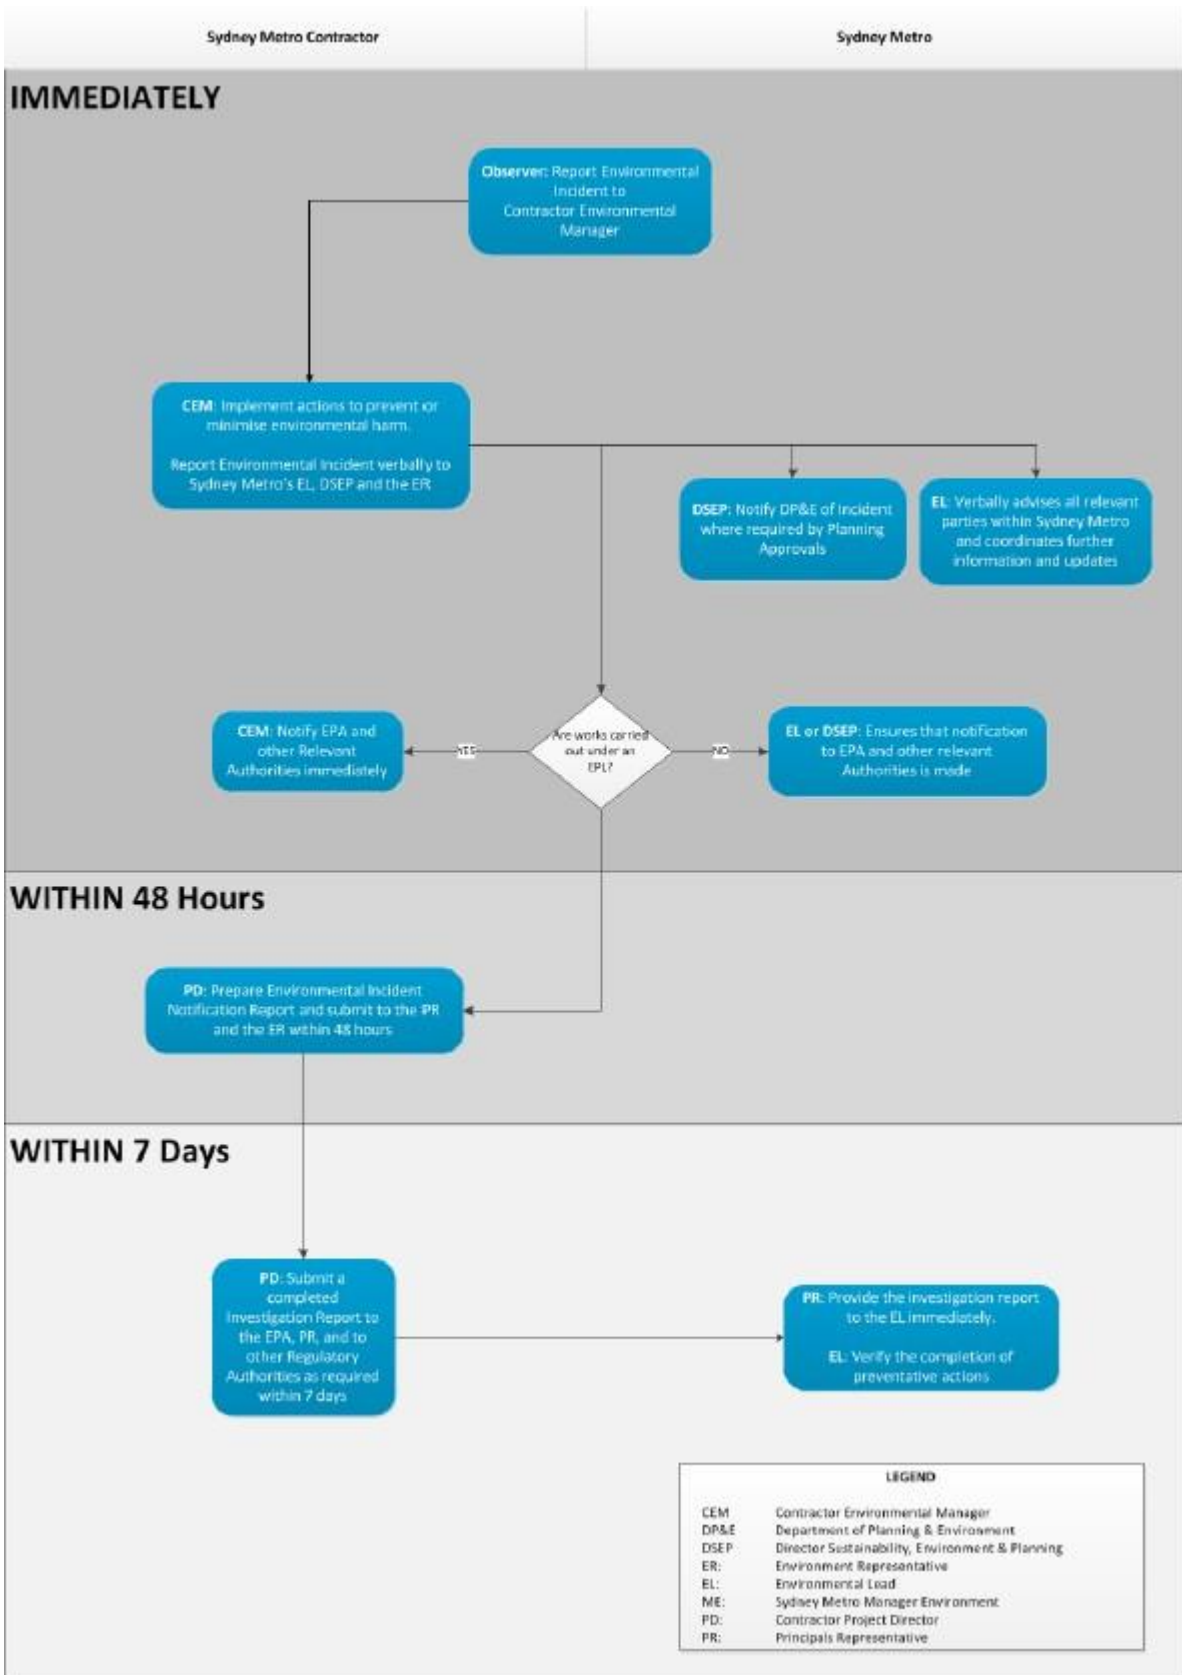 Sydney Metro Contractor
Sydney Metro
IMMEDIATELY
Observer: Report Environmental
Incident to
Contractor Environmental
Manager
CEM: Implement actions to prevent or
minimise environmental harm.
Report Environmental Incident verbally to
Sydney Metro's EL, DSEP and the ER
DSEP: Notify DP&E of Incident
where required by Planning
Approvals
EL: Verbally advises all relevant
parties within Sydney Metro
and coordinates further
information and updates
CEM: Notify EPA and
other Relevant
Authorities immediately
YES
Are works carried
out under an
EPL?
NO
EL or DSEP: Ensures that notification
to EPA and other relevant
Authorities is made
WITHIN 48 Hours
PD: Prepare Environmental Incident
Notification Report and submit to the PR
and the ER within 48 hours
WITHIN 7 Days
PD: Submit a
completed
Investigation Report to
the EPA, PR, and to
other Regulatory
Authorities as required
within 7 days
PR: Provide the investigation report
to the EL immediately.
EL: Verify the completion of
preventative actions
LEGEND
CEM Contractor Environmental Manager
DP&E Department of Planning & Environment
DSEP Director Sustainability, Environment & Planning
ER: Environment Representative
EL: Environmental Lead
ME: Sydney Metro Manager Environment
PD: Contractor Project Director
PR: Principals Representative